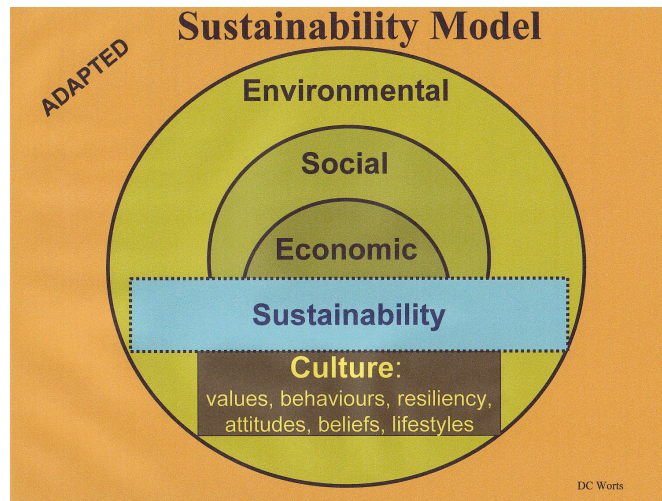 Sustainability Model
ADAPTED
Environmental
Social
Economic
Sustainability
Culture:
values, behaviours, resiliency,
attitudes, beliefs, lifestyles
DC Worts